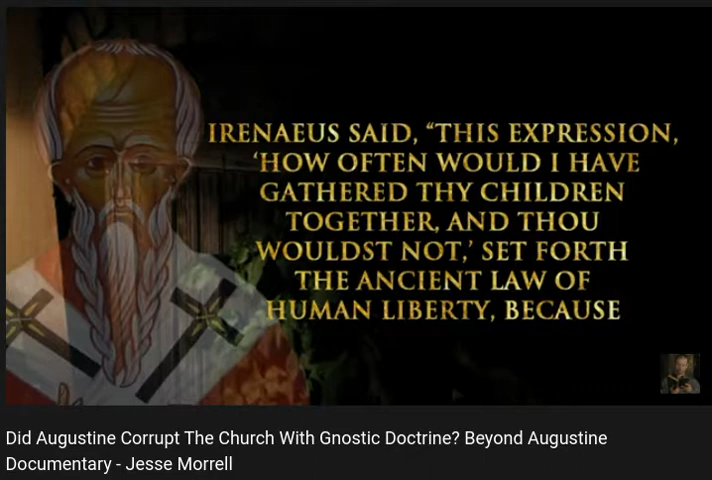 IRENAEUS SAID, “THIS EXPRESSION,
‘HOW OFTEN WOULD I HAVE
GATHERED THY CHILDREN
TOGETHER, AND THOU
WOULDST NOT,’ SET FORTH
THE ANCIENT LAW OF
HUMAN LIBERTY, BECAUSE
Did Augustine Corrupt The Church With Gnostic Doctrine? Beyond Augustine
Documentary - Jesse Morrell